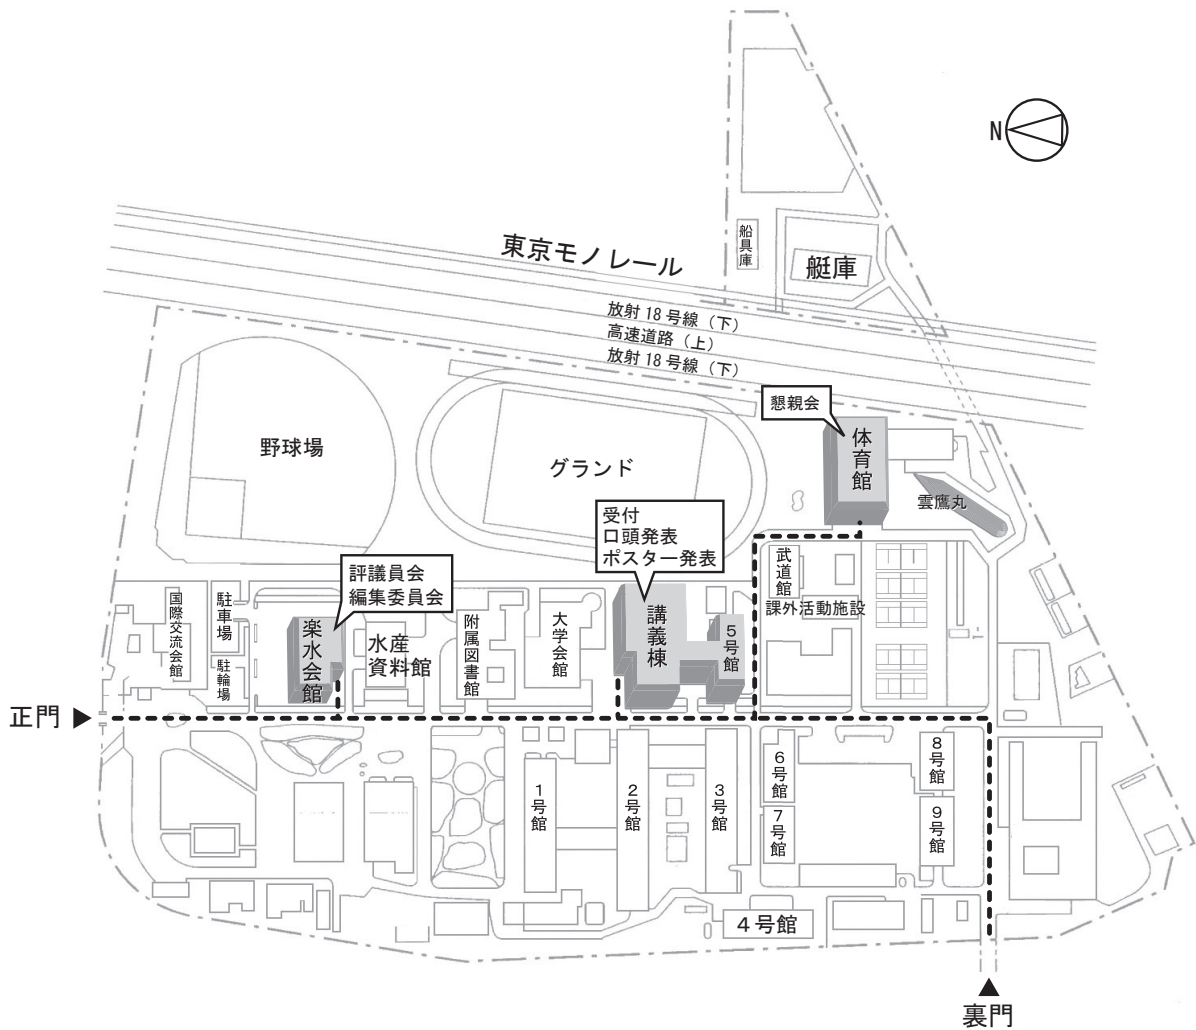 N
船具庫
艇庫
東京モノレール
放射18号線（下）
高速道路（上）
放射18号線（下）
懇親会
体育館
野球場
グランド
雲鷹丸
受付
口頭発表
ポスター発表
武道館
課外活動施設
評議員会
編集委員会
国際交流会館
駐車場
駐輪場
楽水会館
水産
資料館
附属図書館
大学会館
講義棟
5号館
正門
1号館
2号館
3号館
6号館
7号館
8号館
9号館
4号館
裏門